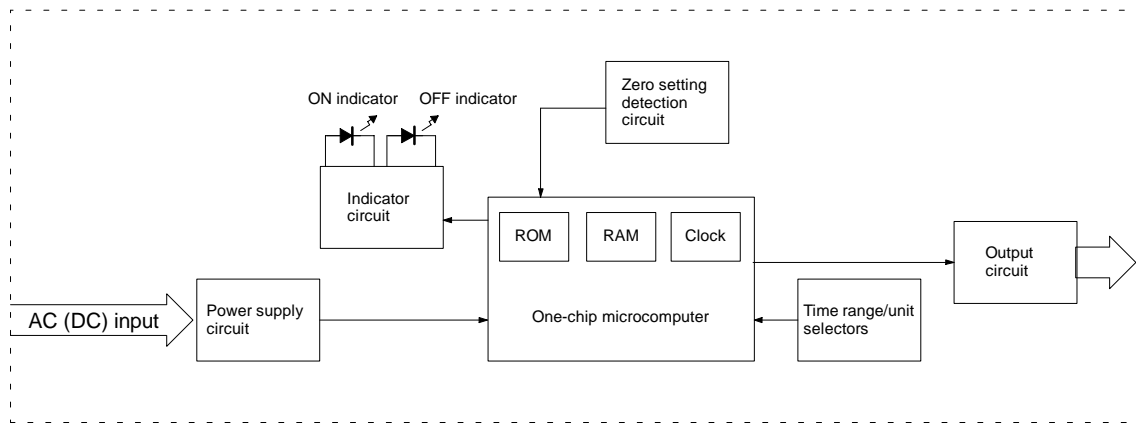 Zero setting
detection
circuit
ON indicator
OFF indicator
Indicator
circuit
ROM
RAM
Clock
Output
circuit
AC (DC) input
Power supply
circuit
One-chip microcomputer
Time range/unit
selectors